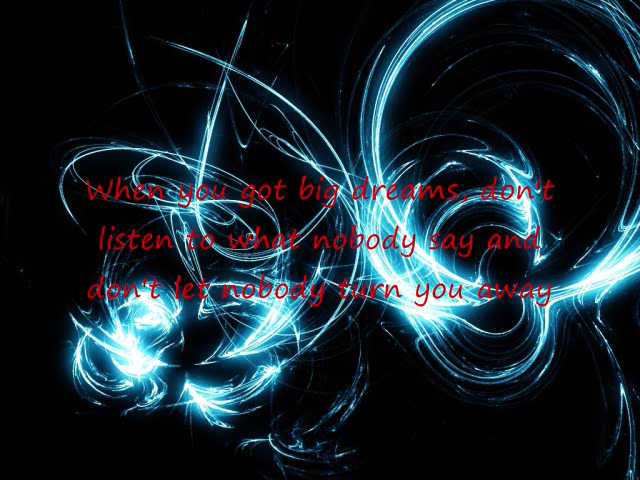 When you got big dreams, don't
listen to what nobody say and
don't let nobody turn you away